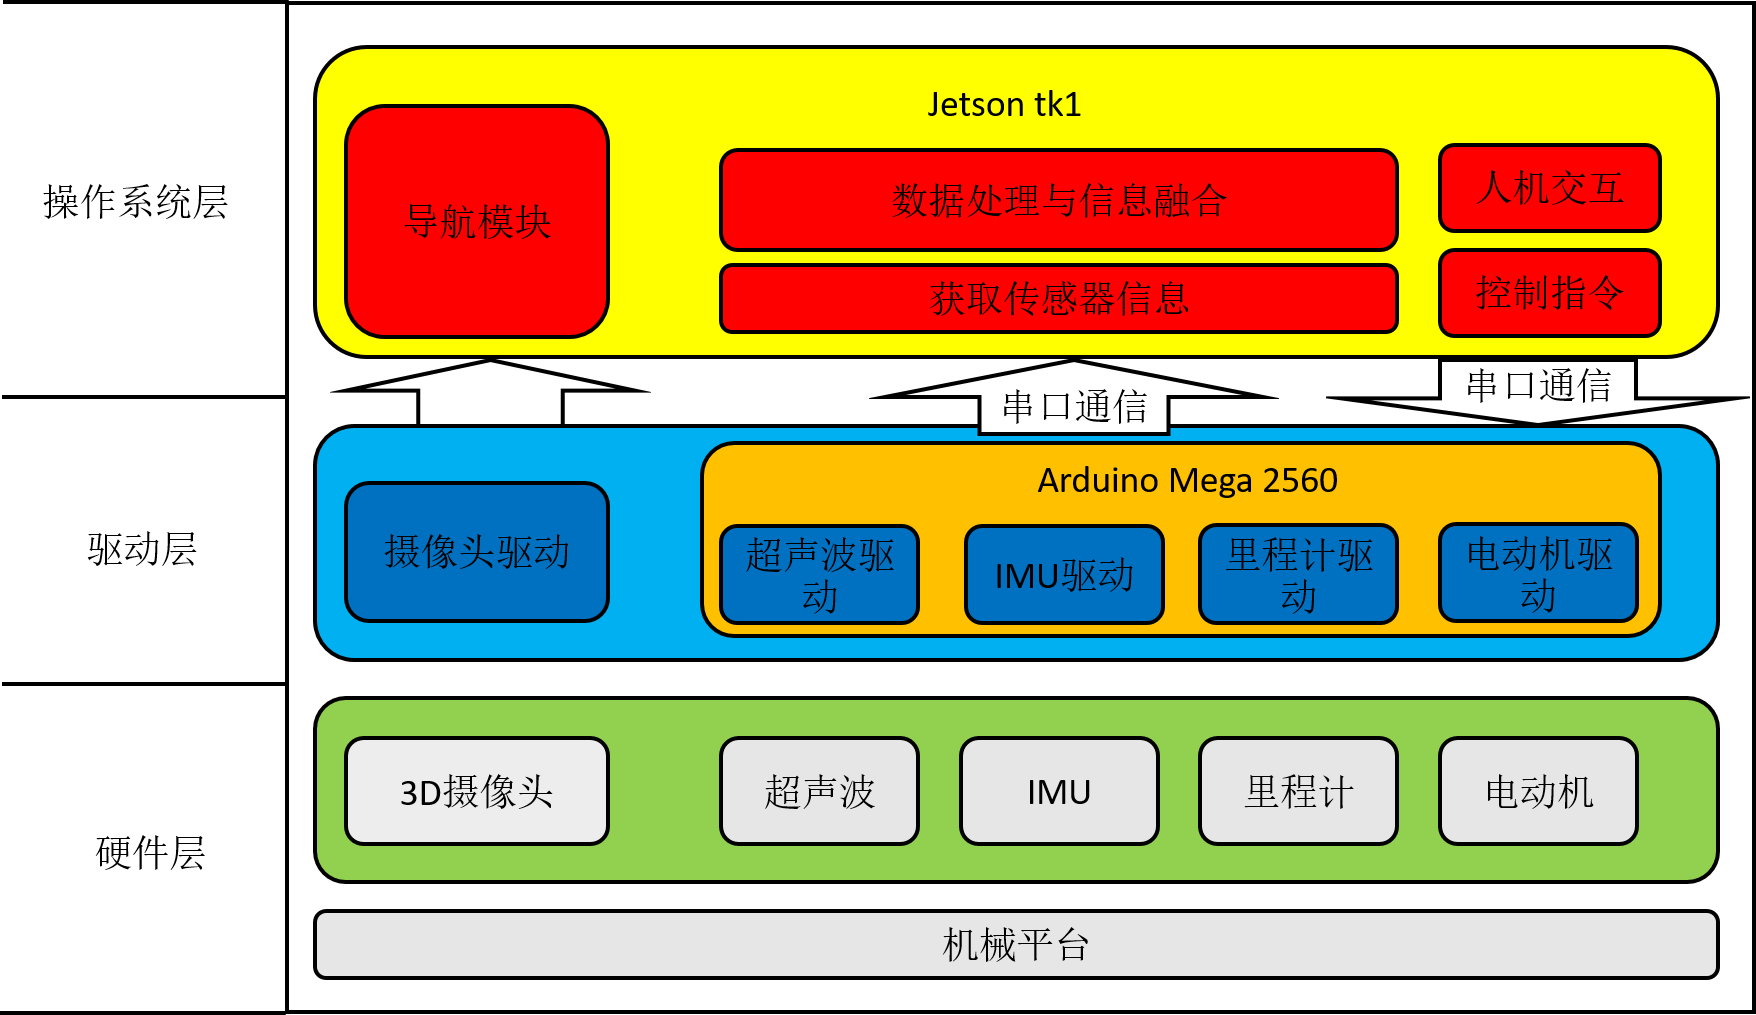 操作系统层
Jetson tk1
导航模块
数据处理与信息融合
获取传感器信息
人机交互
控制指令
串口通信
串口通信
驱动层
摄像头驱动
Arduino Mega 2560
超声波驱
动
IMU驱动
里程计驱
动
电动机驱
动
硬件层
3D摄像头
超声波
IMU
里程计
电动机
机械平台